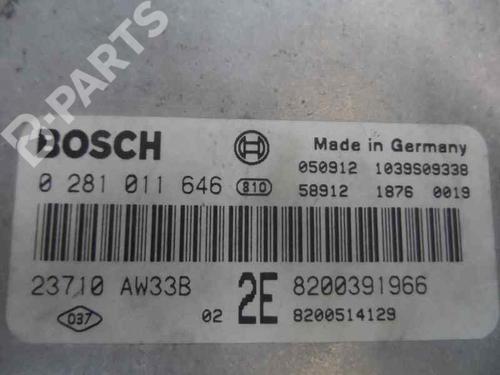 B-PARTS
BOSCH
Made in Germany
050912 1039S09338
0 281 011 646 810
58912 1876 0019
23710 AW33B 2E 8200391966
037 02 8200514129